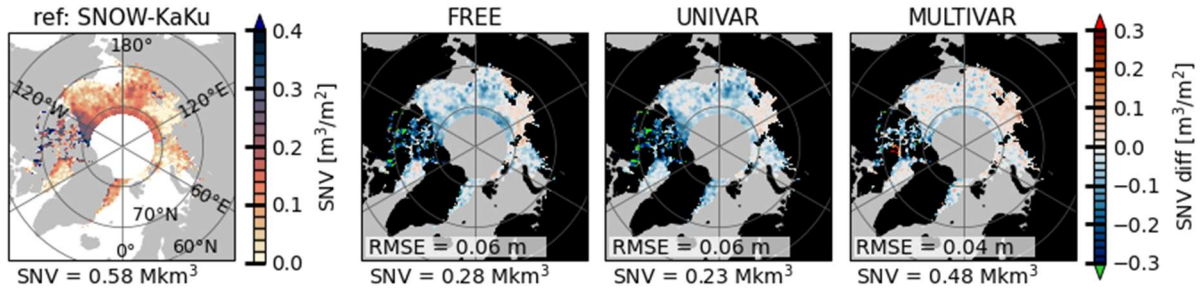 ref: SNOW-KaKu
180°
120°W
120°E
60°E
70°N
0°
60°N
SNV = 0.58 Mkm³
0.4
0.3
0.2
0.1
0.0
SNV [m³/m²]
FREE
RMSE = 0.06 m
SNV = 0.28 Mkm³
UNIVAR
RMSE = 0.06 m
SNV = 0.23 Mkm³
MULTIVAR
RMSE = 0.04 m
SNV = 0.48 Mkm³
0.3
0.2
0.1
0.0
−0.1
−0.2
−0.3
SNV diff [m³/m²]